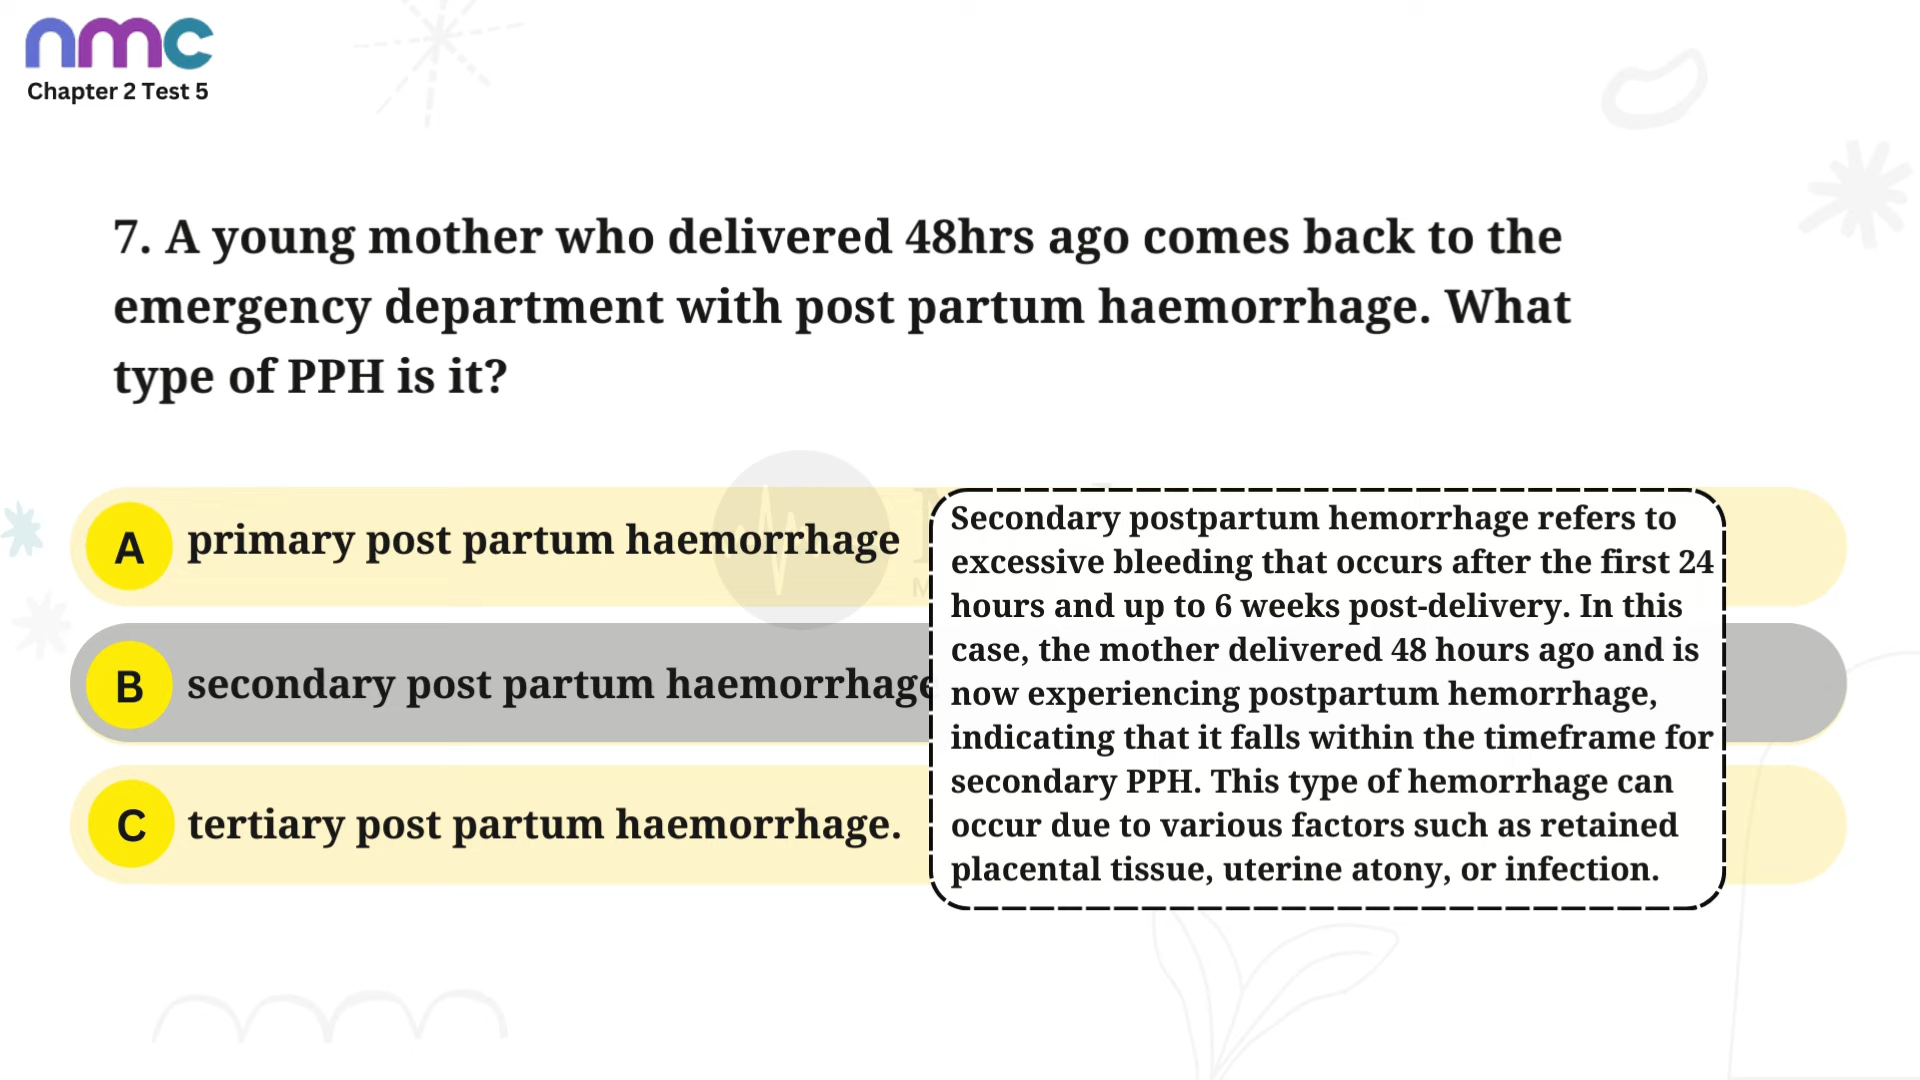 nmc
Chapter 2 Test 5
7. A young mother who delivered 48hrs ago comes back to the
emergency department with post partum haemorrhage. What
type of PPH is it?
A primary post partum haemorrhage
B secondary post partum haemorrhage
C tertiary post partum haemorrhage.
Secondary postpartum hemorrhage refers to
excessive bleeding that occurs after the first 24
hours and up to 6 weeks post-delivery. In this
case, the mother delivered 48 hours ago and is
now experiencing postpartum hemorrhage,
indicating that it falls within the timeframe for
secondary PPH. This type of hemorrhage can
occur due to various factors such as retained
placental tissue, uterine atony, or infection.